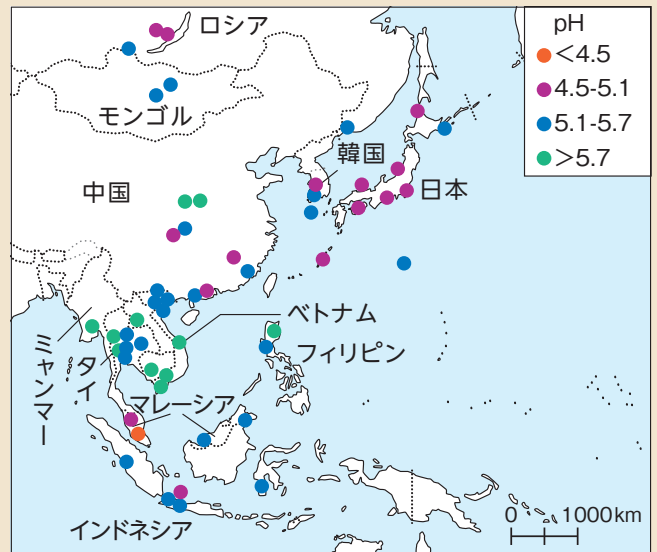 ロシア
モンゴル
中国
韓国
日本
ミャンマー
タイ
ベトナム
フィリピン
マレーシア
インドネシア
pH
<4.5
4.5-5.1
5.1-5.7
>5.7
0 1000km